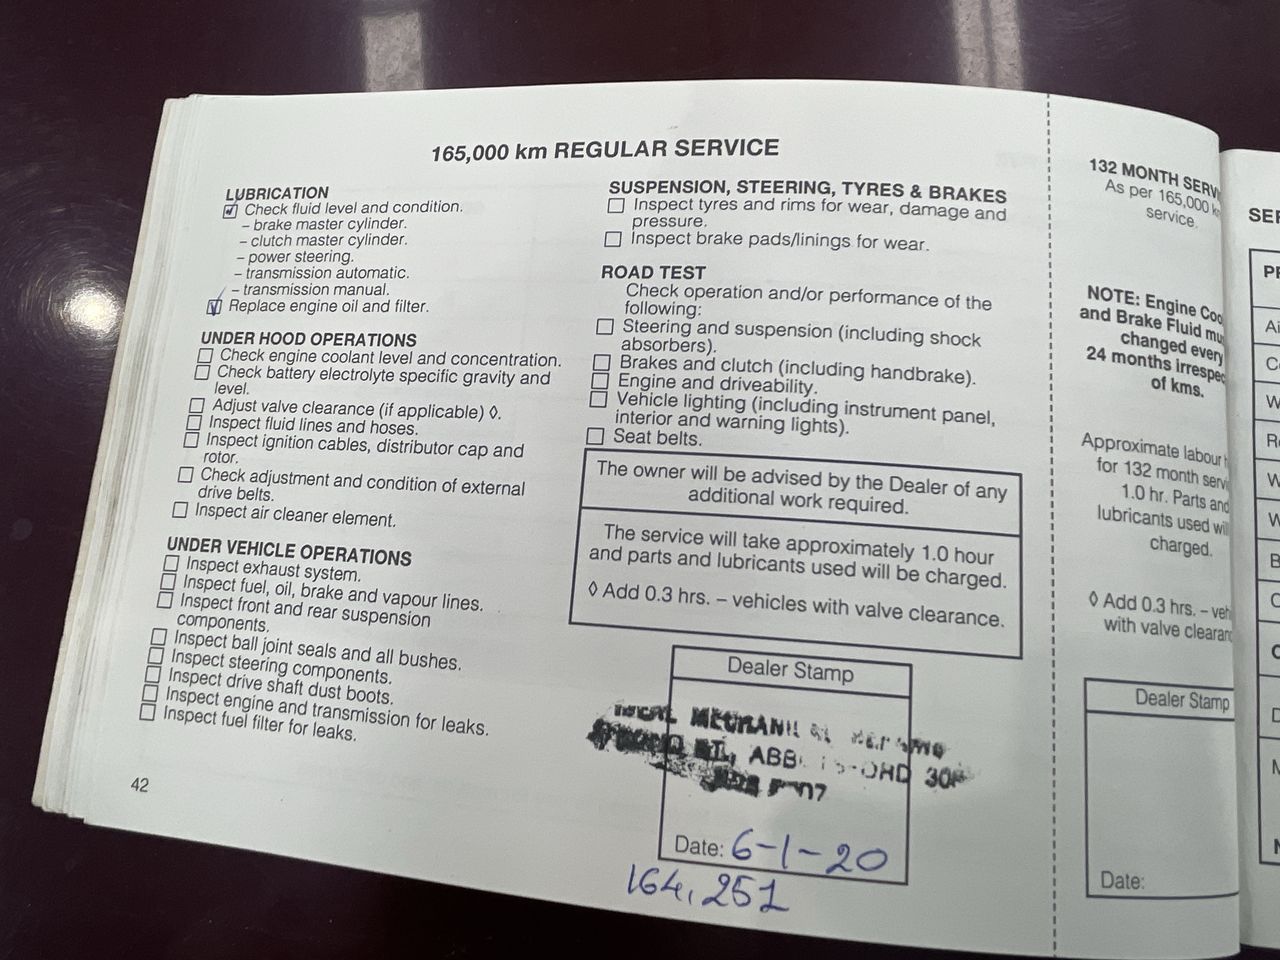 165,000 km REGULAR SERVICE
LUBRICATION
Check fluid level and condition.
– brake master cylinder.
– clutch master cylinder.
– power steering.
– transmission automatic.
– transmission manual.
Replace engine oil and filter.
UNDER HOOD OPERATIONS
Check engine coolant level and concentration.
Check battery electrolyte specific gravity and
level.
Adjust valve clearance (if applicable) ◊.
Inspect fluid lines and hoses.
Inspect ignition cables, distributor cap and
rotor.
Check adjustment and condition of external
drive belts.
Inspect air cleaner element.
UNDER VEHICLE OPERATIONS
Inspect exhaust system.
Inspect fuel, oil, brake and vapour lines.
Inspect front and rear suspension
components.
Inspect ball joint seals and all bushes.
Inspect steering components.
Inspect drive shaft dust boots.
Inspect engine and transmission for leaks.
Inspect fuel filter for leaks.
42
SUSPENSION, STEERING, TYRES & BRAKES
Inspect tyres and rims for wear, damage and
pressure.
Inspect brake pads/linings for wear.
ROAD TEST
Check operation and/or performance of the
following:
Steering and suspension (including shock
absorbers).
Brakes and clutch (including handbrake).
Engine and driveability.
Vehicle lighting (including instrument panel,
interior and warning lights).
Seat belts.
The owner will be advised by the Dealer of any
additional work required.
The service will take approximately 1.0 hour
and parts and lubricants used will be charged.
◊ Add 0.3 hrs. – vehicles with valve clearance.
Dealer Stamp
Date: 6-1-20
164,251
132 MONTH
As per 165,000
service.
NOTE: Engine
and Brake Fluid
changed every
24 months
of kms.
Approximate labour
for 132 month
1.0 hr. Parts and
lubricants used
charged.
◊ Add 0.3 hrs. –
with valve
Dealer Stamp
Date: